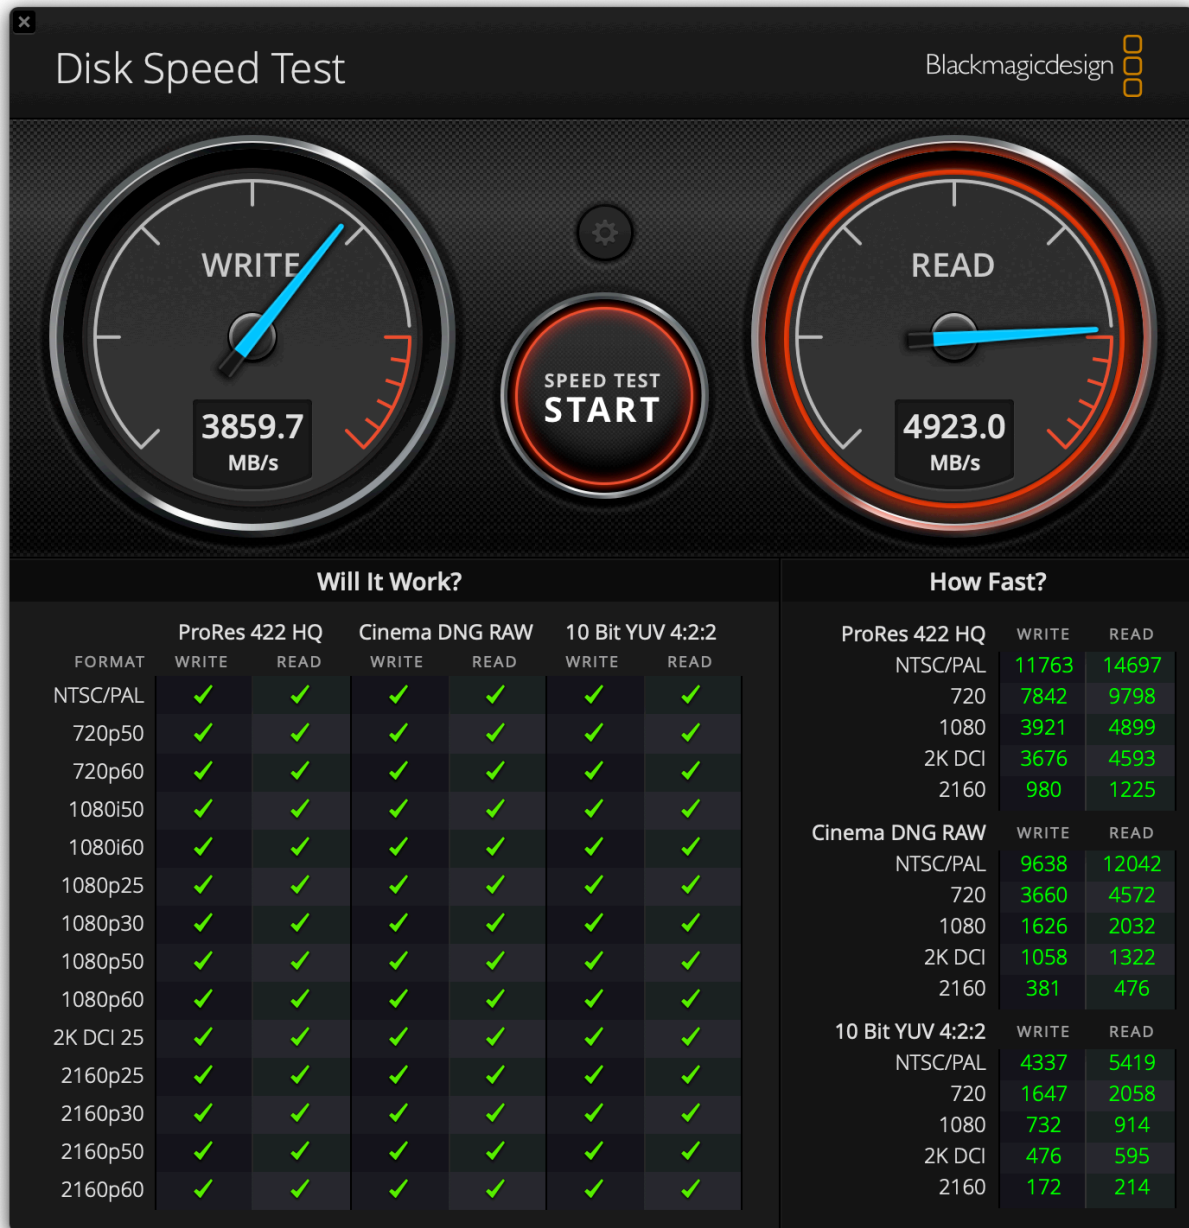 Disk Speed Test
Blackmagicdesign
WRITE
3859.7
MB/s
SPEED TEST
START
READ
4923.0
MB/s
Will It Work?
ProRes 422 HQ Cinema DNG RAW 10 Bit YUV 4:2:2
FORMAT WRITE READ WRITE READ WRITE READ
NTSC/PAL
720p50
720p60
1080i50
1080i60
1080p25
1080p30
1080p50
1080p60
2K DCI 25
2160p25
2160p30
2160p50
2160p60
How Fast?
ProRes 422 HQ WRITE READ
NTSC/PAL 11763 14697
720 7842 9798
1080 3921 4899
2K DCI 3676 4593
2160 980 1225
Cinema DNG RAW WRITE READ
NTSC/PAL 9638 12042
720 3660 4572
1080 1626 2032
2K DCI 1058 1322
2160 381 476
10 Bit YUV 4:2:2 WRITE READ
NTSC/PAL 4337 5419
720 1647 2058
1080 732 914
2K DCI 476 595
2160 172 214